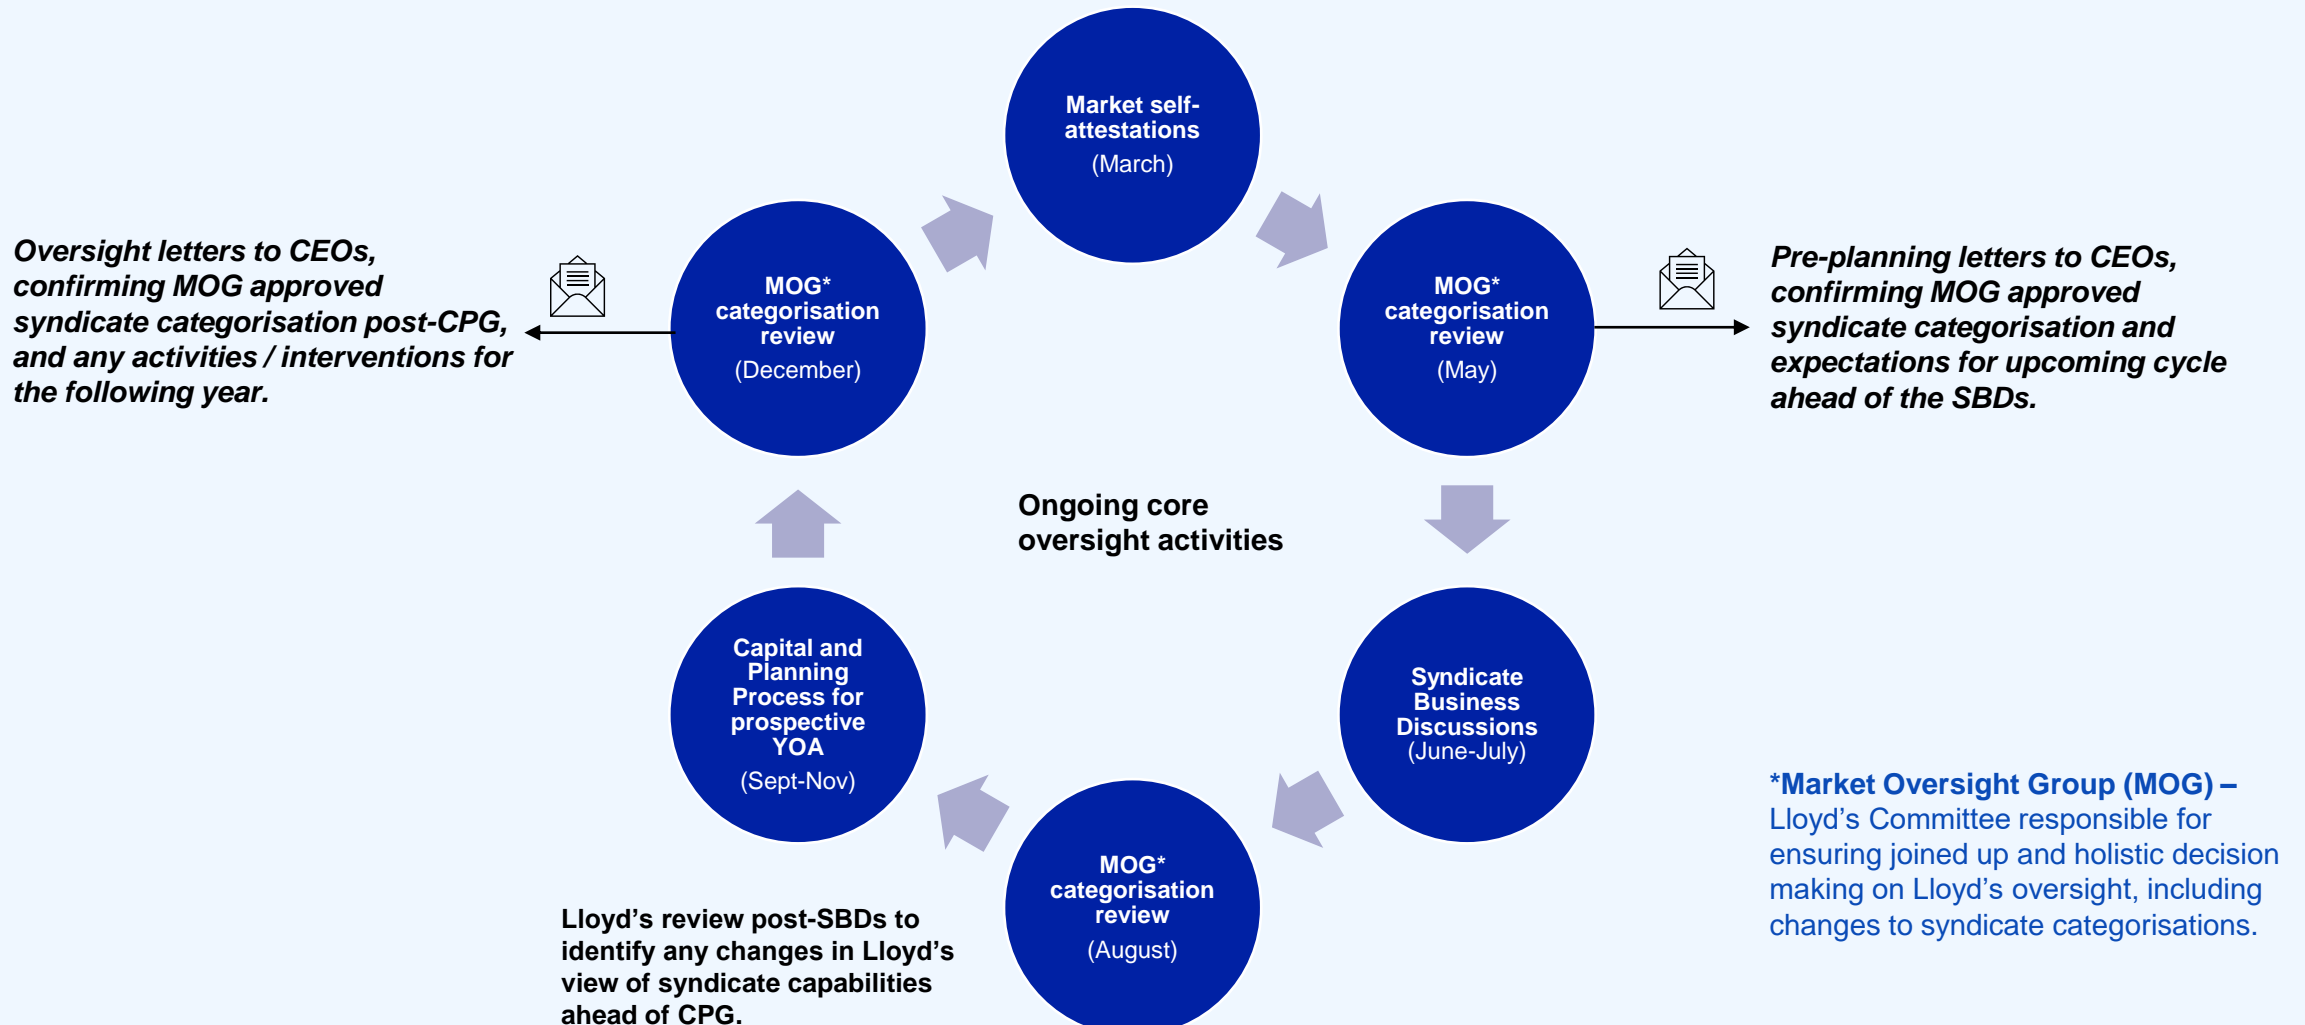 Market self-
attestations
(March)
MOG*
categorisation
review
(May)
Pre-planning letters to CEOs,
confirming MOG approved
syndicate categorisation and
expectations for upcoming cycle
ahead of the SBDs.
Syndicate
Business
Discussions
(June-July)
MOG*
categorisation
review
(August)
Lloyd’s review post-SBDs to
identify any changes in Lloyd’s
view of syndicate capabilities
ahead of CPG.
Capital and
Planning
Process for
prospective
YOA
(Sept-Nov)
MOG*
categorisation
review
(December)
Oversight letters to CEOs,
confirming MOG approved
syndicate categorisation post-CPG,
and any activities / interventions for
the following year.
Ongoing core
oversight activities
*Market Oversight Group (MOG) –
Lloyd’s Committee responsible for
ensuring joined up and holistic decision
making on Lloyd’s oversight, including
changes to syndicate categorisations.